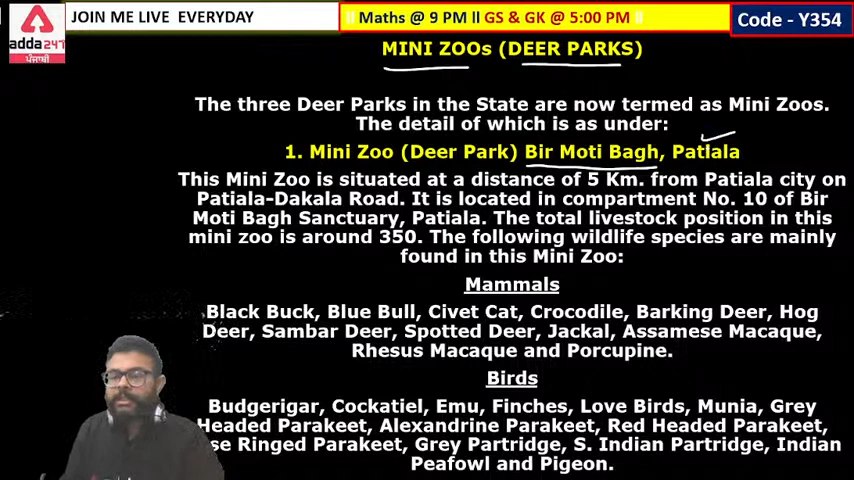 JOIN ME LIVE EVERYDAY
|| Maths @ 9 PM || GS & GK @ 5:00 PM ||
Code - Y354
adda247
ਪੰਜਾਬੀ
MINI ZOOs (DEER PARKS)
The three Deer Parks in the State are now termed as Mini Zoos.
The detail of which is as under:
1. Mini Zoo (Deer Park) Bir Moti Bagh, Patiala
This Mini Zoo is situated at a distance of 5 Km. from Patiala city on
Patiala-Dakala Road. It is located in compartment No. 10 of Bir
Moti Bagh Sanctuary, Patiala. The total livestock position in this
mini zoo is around 350. The following wildlife species are mainly
found in this Mini Zoo:
Mammals
Black Buck, Blue Bull, Civet Cat, Crocodile, Barking Deer, Hog
Deer, Sambar Deer, Spotted Deer, Jackal, Assamese Macaque,
Rhesus Macaque and Porcupine.
Birds
Budgerigar, Cockatiel, Emu, Finches, Love Birds, Munia, Grey
Headed Parakeet, Alexandrine Parakeet, Red Headed Parakeet,
se Ringed Parakeet, Grey Partridge, S. Indian Partridge, Indian
Peafowl and Pigeon.